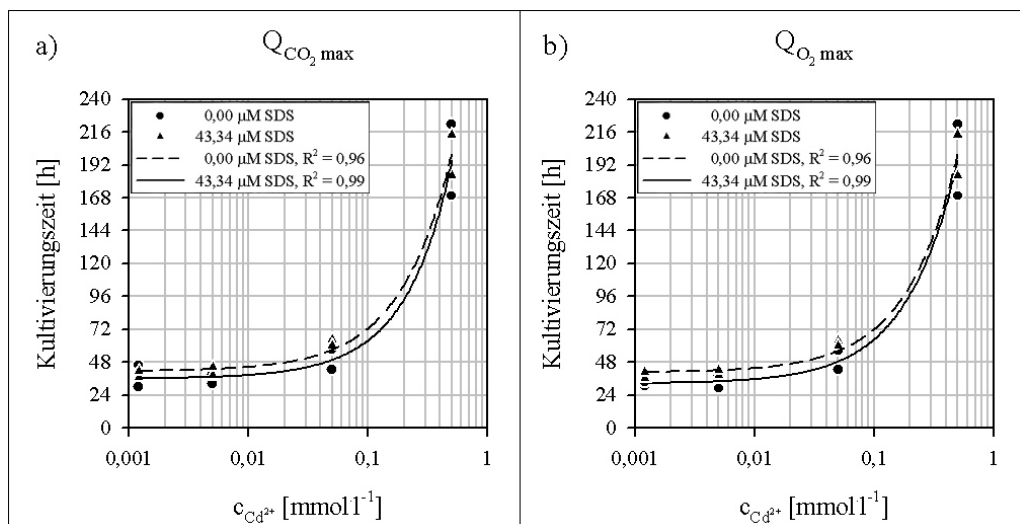 a)
Q CO₂ max
Kultivierungszeit [h]
240
216
192
168
144
120
96
72
48
24
0
0,00 µM SDS
43,34 µM SDS
0,00 µM SDS, R² = 0,96
43,34 µM SDS, R² = 0,99
0,001
0,01
0,1
1
c Cd²⁺ [mmol l⁻¹]
b)
Q O₂ max
Kultivierungszeit [h]
240
216
192
168
144
120
96
72
48
24
0
0,00 µM SDS
43,34 µM SDS
0,00 µM SDS, R² = 0,96
43,34 µM SDS, R² = 0,99
0,001
0,01
0,1
1
c Cd²⁺ [mmol l⁻¹]